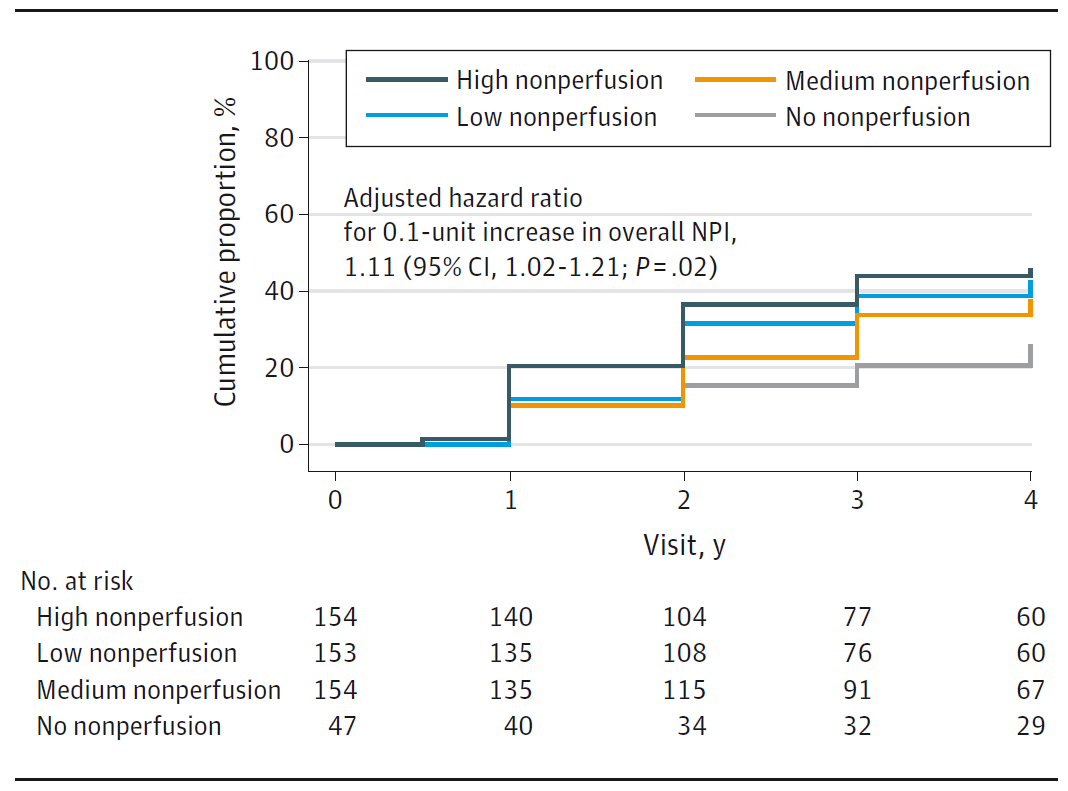 100
80
60
40
20
0
Cumulative proportion, %
High nonperfusion
Medium nonperfusion
Low nonperfusion
No nonperfusion
Adjusted hazard ratio
for 0.1-unit increase in overall NPI,
1.11 (95% CI, 1.02-1.21; P = .02)
0 1 2 3 4
Visit, y
No. at risk
High nonperfusion 154 140 104 77 60
Low nonperfusion 153 135 108 76 60
Medium nonperfusion 154 135 115 91 67
No nonperfusion 47 40 34 32 29